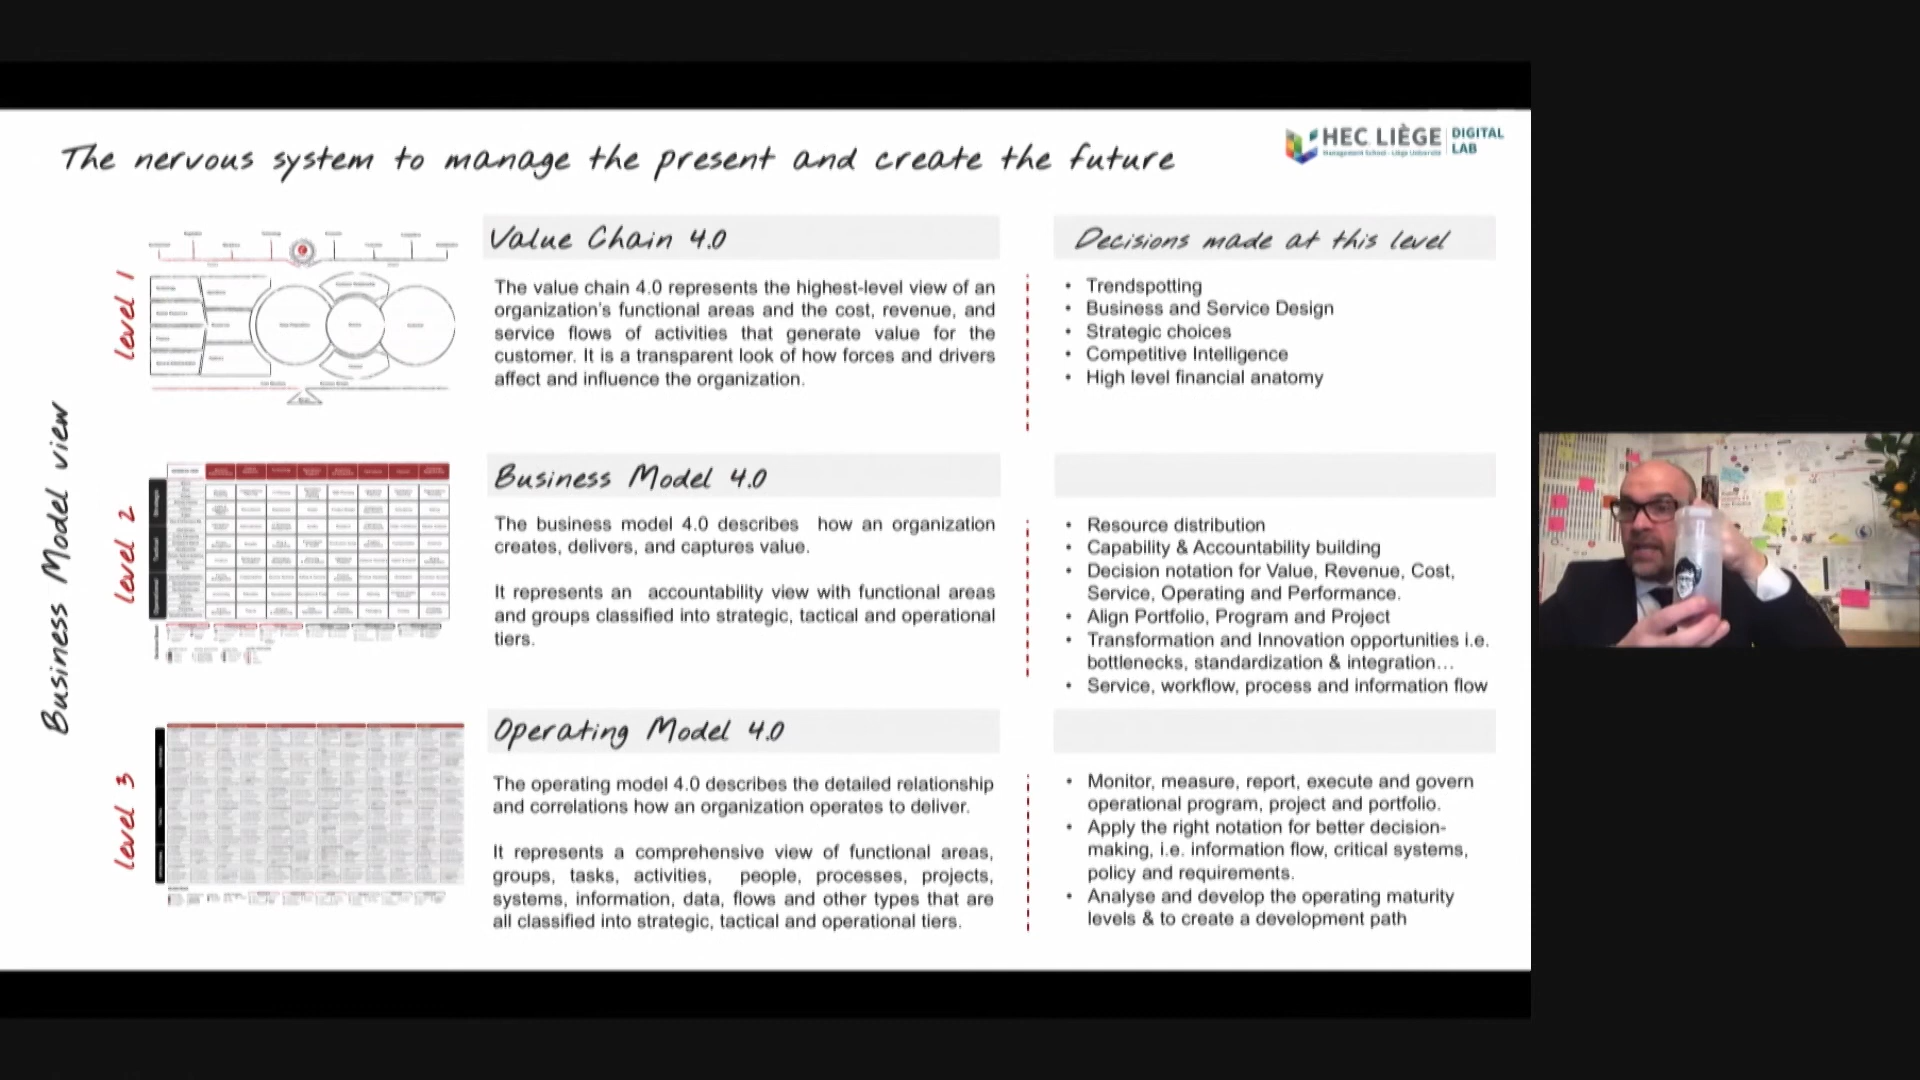 The nervous system to manage the present and create the future
HEC LIÈGE
Management School - Liège Université
DIGITAL
LAB
Business Model view
level 1
Value Chain 4.0
The value chain 4.0 represents the highest-level view of an
organization's functional areas and the cost, revenue, and
service flows of activities that generate value for the
customer. It is a transparent look of how forces and drivers
affect and influence the organization.
Decisions made at this level
• Trendspotting
• Business and Service Design
• Strategic choices
• Competitive Intelligence
• High level financial anatomy
level 2
Business Model 4.0
The business model 4.0 describes how an organization
creates, delivers, and captures value.
It represents an accountability view with functional areas
and groups classified into strategic, tactical and operational
tiers.
• Resource distribution
• Capability & Accountability building
• Decision notation for Value, Revenue, Cost,
Service, Operating and Performance.
• Align Portfolio, Program and Project
• Transformation and Innovation opportunities i.e.
bottlenecks, standardization & integration…
• Service, workflow, process and information flow
level 3
Operating Model 4.0
The operating model 4.0 describes the detailed relationship
and correlations how an organization operates to deliver.
It represents a comprehensive view of functional areas,
groups, tasks, activities, people, processes, projects,
systems, information, data, flows and other types that are
all classified into strategic, tactical and operational tiers.
• Monitor, measure, report, execute and govern
operational program, project and portfolio.
• Apply the right notation for better decision-
making, i.e. information flow, critical systems,
policy and requirements.
• Analyse and develop the operating maturity
levels & to create a development path